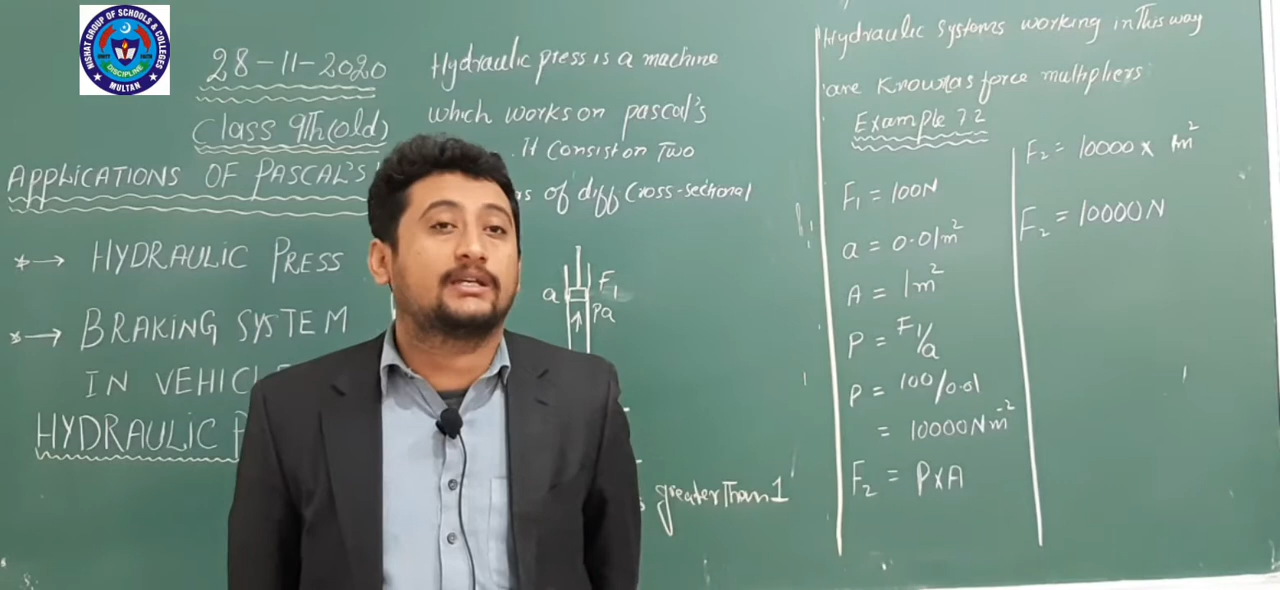 NISHAT GROUP OF SCHOOLS & COLLEGES
UNITY
FAITH
DISCIPLINE
MULTAN
28-11-2020
Class 9Th(old)
APPLICATIONS OF PASCAL'S
*→ HYDRAULIC PRESS
*→ BRAKING SYSTEM
IN VEHIC
HYDRAULIC P
Hydraulic press is a machine
which works on pascal's
. It Consist on Two
of diff Cross-sectional
a F1
Pa
greater Than 1
Hydraulic systems working in This way
are Known as force multipliers
Example 7.2
F₁ = 100N
a = 0.01m²
A = 1m²
P = F₁/a
P = 100/0.01
= 10000Nm⁻²
F₂ = P×A
F₂ = 10000 × 1m²
F₂ = 10000N